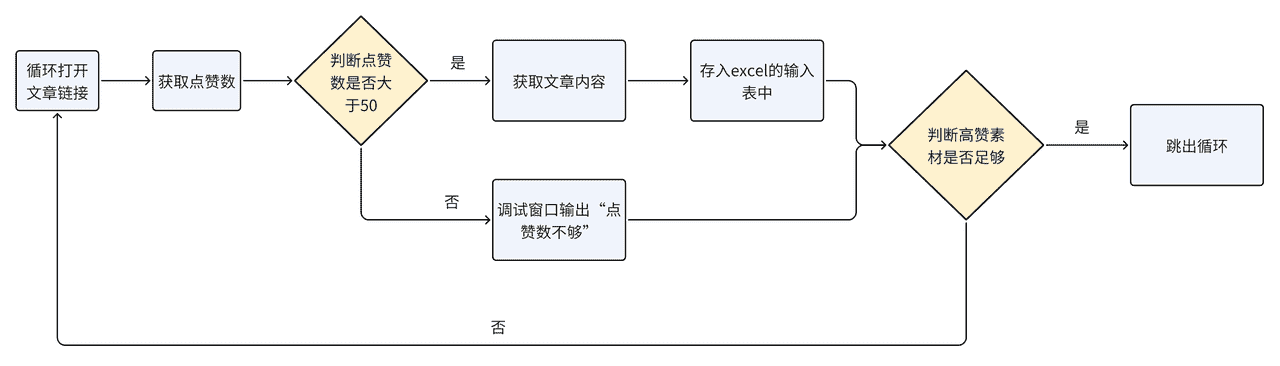 循环打开
文章链接
获取点赞数
判断点赞
数是否大
于50
是
获取文章内容
存入excel的输入
表中
否
调试窗口输出“点
赞数不够”
判断高赞素
材是否足够
是
跳出循环
否